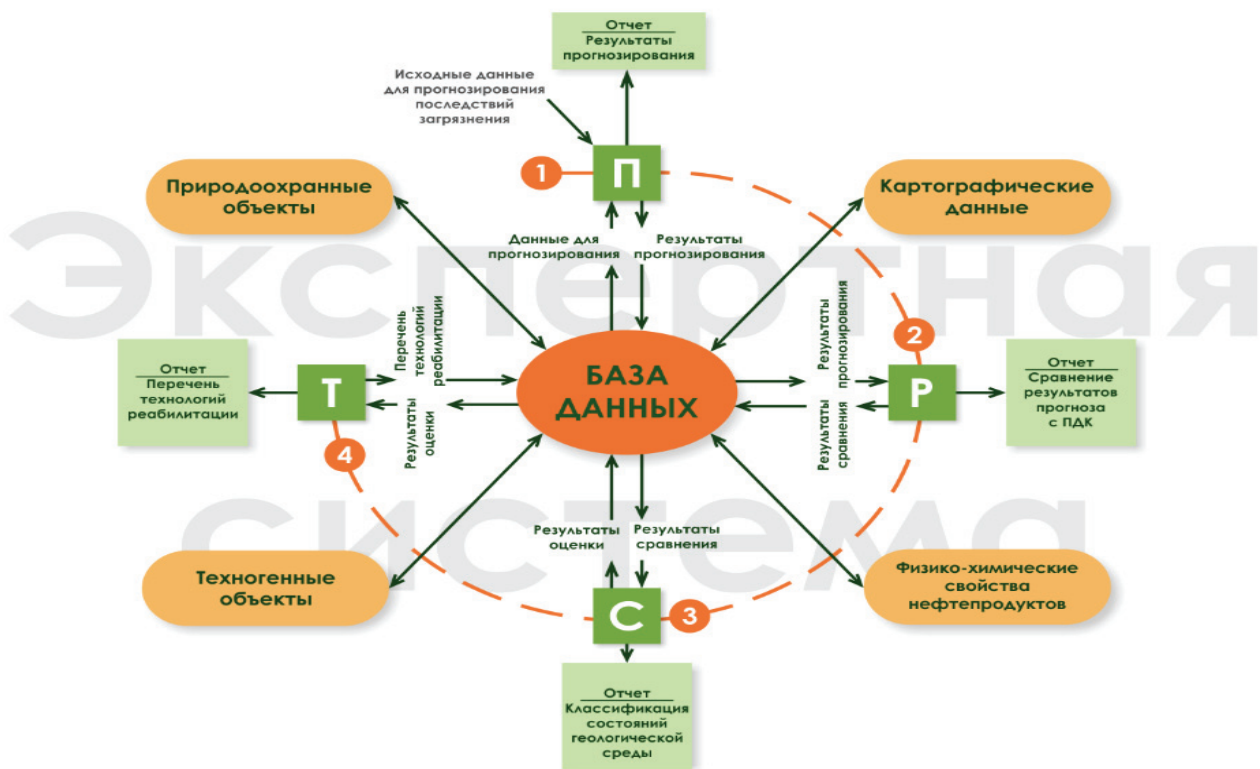 Отчет
Результаты
прогнозирования
Исходные данные
для прогнозирования
последствий
загрязнения
1
П
Природоохранные
объекты
Картографические
данные
Данные для
прогнозирования
Результаты
прогнозирования
Экспертная
система
Отчет
Перечень
технологий
реабилитации
Т
4
Перечень
технологий
реабилитации
Результаты
оценки
БАЗА
ДАННЫХ
Результаты
прогнозирования
Результаты
сравнения
2
Р
Отчет
Сравнение
результатов
прогноза
с ПДК
Техногенные
объекты
Результаты
оценки
Результаты
сравнения
Физико-химические
свойства
нефтепродуктов
С
3
Отчет
Классификация
состояний
геологической
среды